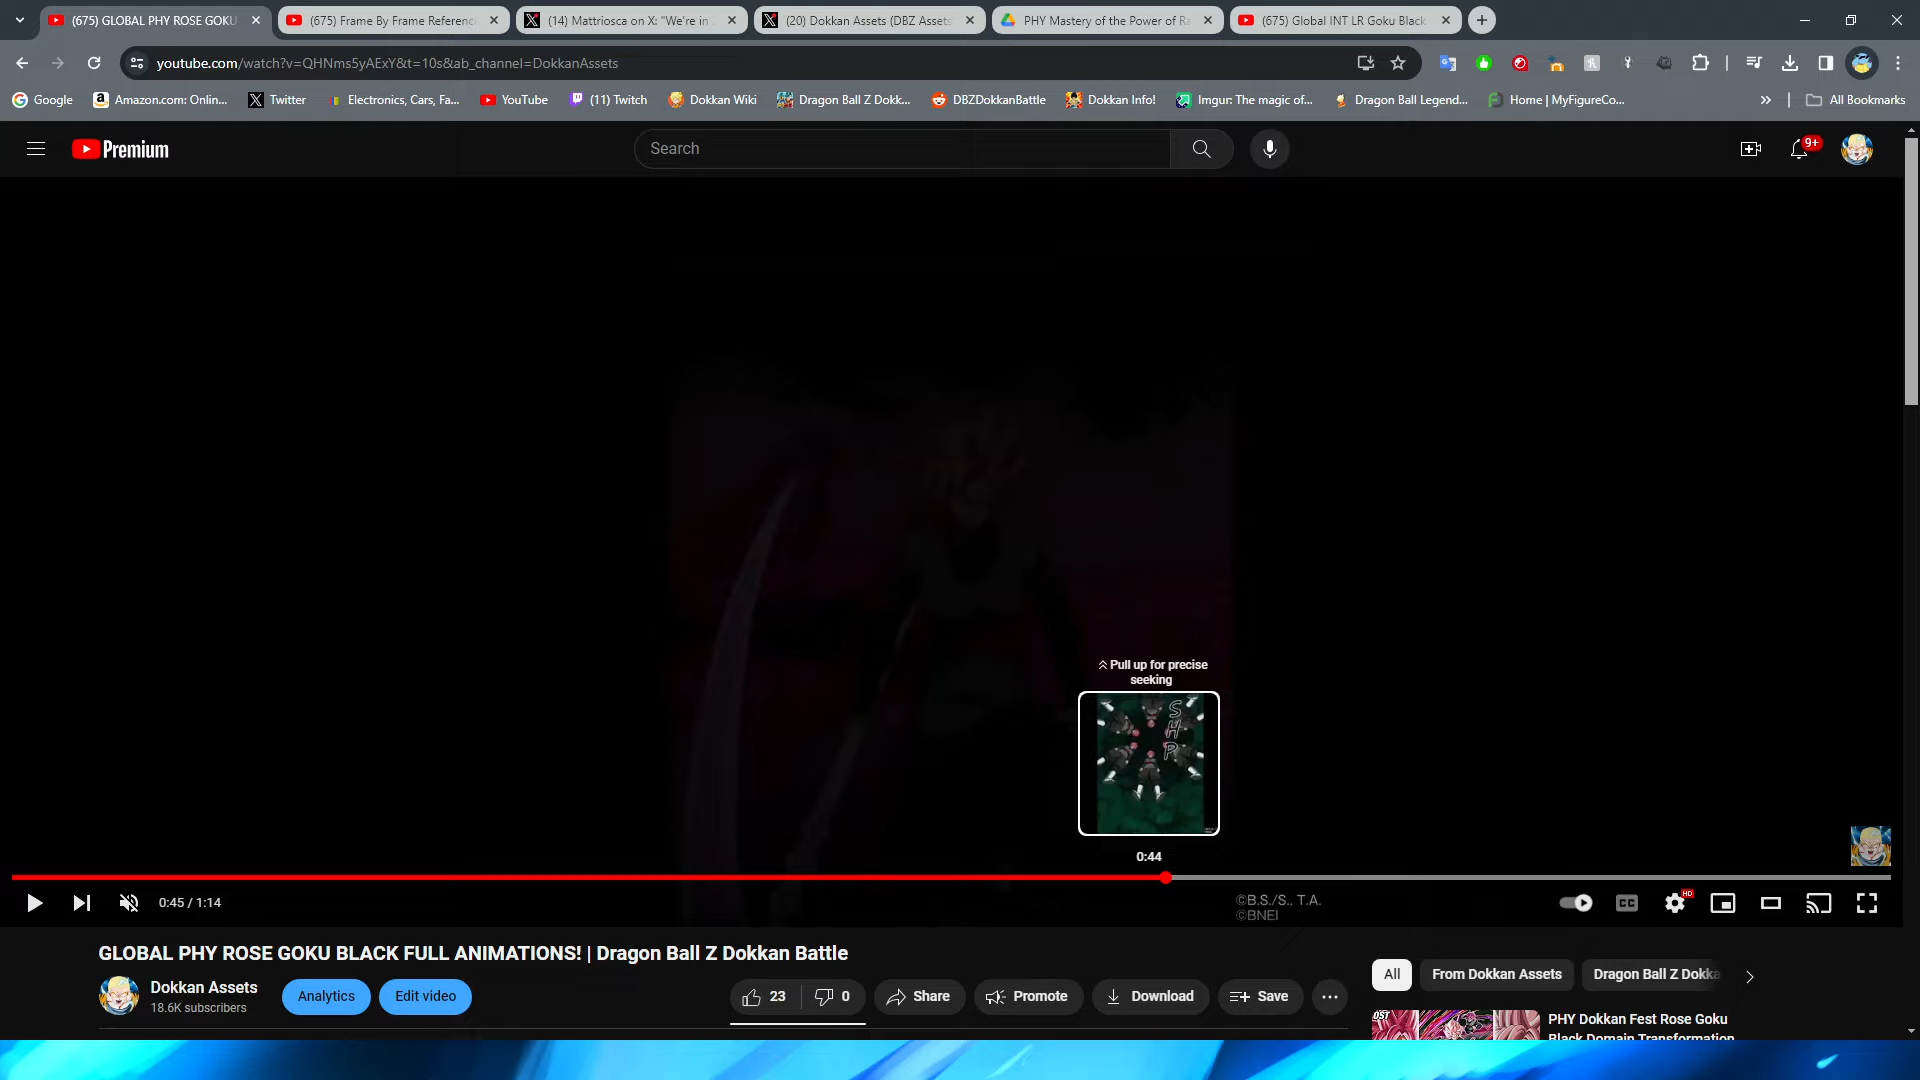 (675) GLOBAL PHY ROSE GOKU
(675) Frame By Frame Referenc
(14) Mattriosca on X: "We're in
(20) Dokkan Assets (DBZ Assets
PHY Mastery of the Power of Ra
(675) Global INT LR Goku Black
youtube.com/watch?v=QHNms5yAExY&t=10s&ab_channel=DokkanAssets
Google
Amazon.com: Onlin...
Twitter
Electronics, Cars, Fa...
YouTube
(11) Twitch
Dokkan Wiki
Dragon Ball Z Dokk...
DBZDokkanBattle
Dokkan Info!
Imgur: The magic of...
Dragon Ball Legend...
Home | MyFigureCo...
All Bookmarks
Premium
Search
9+
Pull up for precise
seeking
SHP
0:44
0:45 / 1:14
©B.S./S., T.A.
©BNEI
CC
HD
GLOBAL PHY ROSE GOKU BLACK FULL ANIMATIONS! | Dragon Ball Z Dokkan Battle
Dokkan Assets
18.6K subscribers
Analytics
Edit video
23
0
Share
Promote
Download
Save
All
From Dokkan Assets
Dragon Ball Z Dokka
OST
PHY Dokkan Fest Rose Goku
Black Domain Transformation